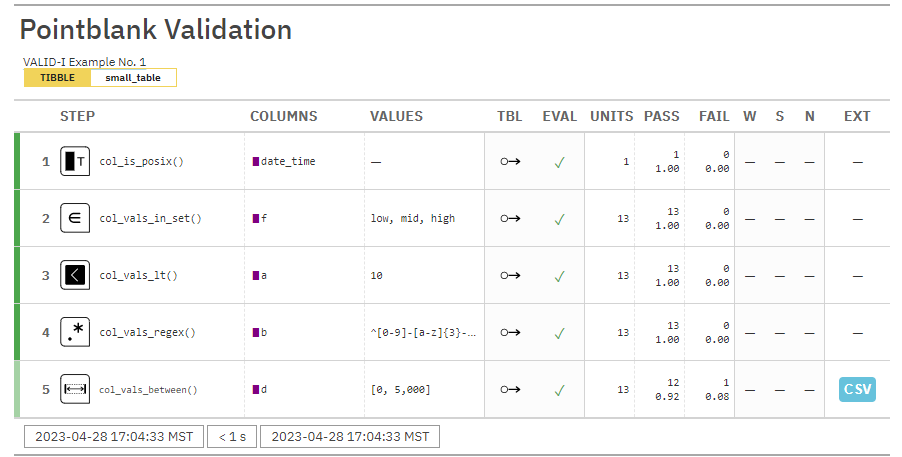 Pointblank Validation
VALID-I Example No. 1
TIBBLE small_table
STEP COLUMNS VALUES TBL EVAL UNITS PASS FAIL W S N EXT
1 T col_is_posix() date_time — ○→ ✓ 1 1 0 — — — —
1.00 0.00
2 ∈ col_vals_in_set() f low, mid, high ○→ ✓ 13 13 0 — — — —
1.00 0.00
3 < col_vals_lt() a 10 ○→ ✓ 13 13 0 — — — —
1.00 0.00
4 .* col_vals_regex() b ^[0-9]-[a-z]{3}-… ○→ ✓ 13 13 0 — — — —
1.00 0.00
5 col_vals_between() d [0, 5,000] ○→ ✓ 13 12 1 — — — CSV
0.92 0.08
2023-04-28 17:04:33 MST < 1 s 2023-04-28 17:04:33 MST